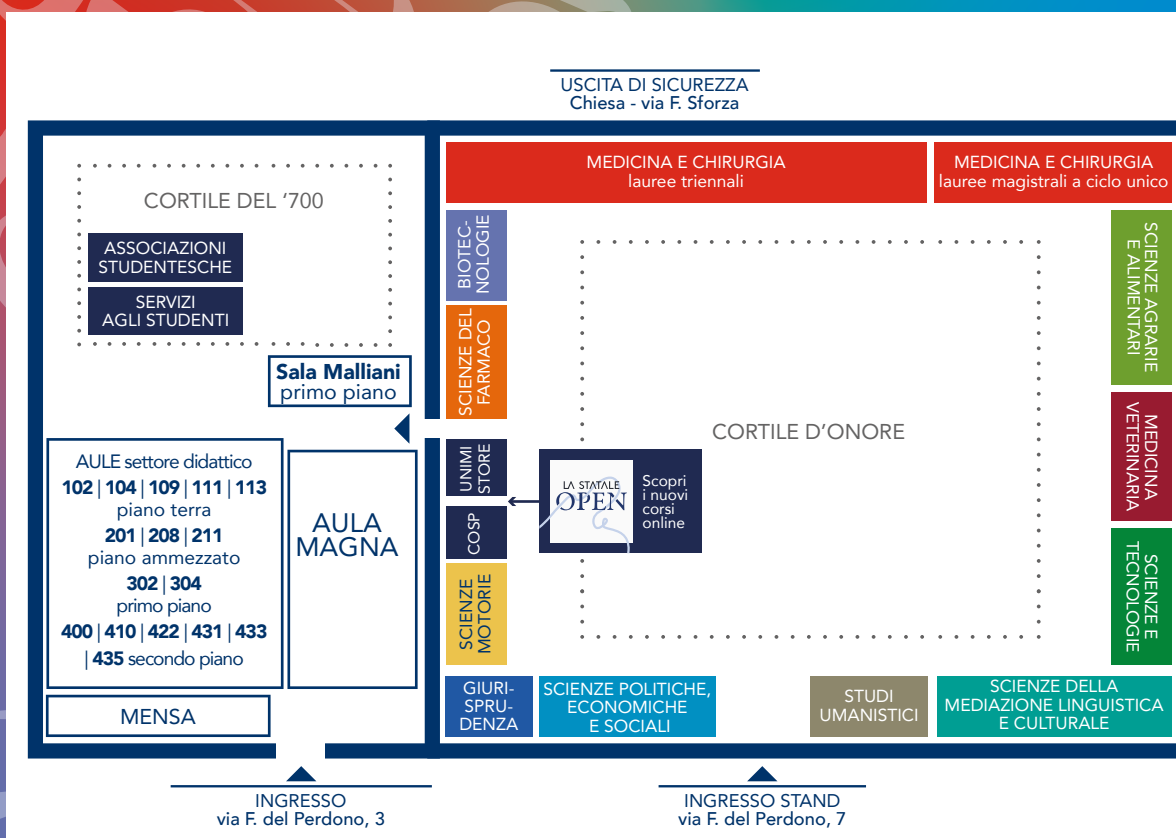 USCITA DI SICUREZZA
Chiesa - via F. Sforza
CORTILE DEL '700
ASSOCIAZIONI
STUDENTESCHE
SERVIZI
AGLI STUDENTI
Sala Malliani
primo piano
AULE settore didattico
102 | 104 | 109 | 111 | 113
piano terra
201 | 208 | 211
piano ammezzato
302 | 304
primo piano
400 | 410 | 422 | 431 | 433
| 435 secondo piano
AULA
MAGNA
MENSA
MEDICINA E CHIRURGIA
lauree triennali
MEDICINA E CHIRURGIA
lauree magistrali a ciclo unico
BIOTEC-
NOLOGIE
SCIENZE DEL
FARMACO
UNIMI
STORE
COSP
SCIENZE
MOTORIE
CORTILE D'ONORE
LA STATALE
OPEN
Scopri
i nuovi
corsi
online
SCIENZE AGRARIE
E ALIMENTARI
MEDICINA
VETERINARIA
SCIENZE E
TECNOLOGIE
GIURI-
SPRU-
DENZA
SCIENZE POLITICHE,
ECONOMICHE
E SOCIALI
STUDI
UMANISTICI
SCIENZE DELLA
MEDIAZIONE LINGUISTICA
E CULTURALE
INGRESSO
via F. del Perdono, 3
INGRESSO STAND
via F. del Perdono, 7